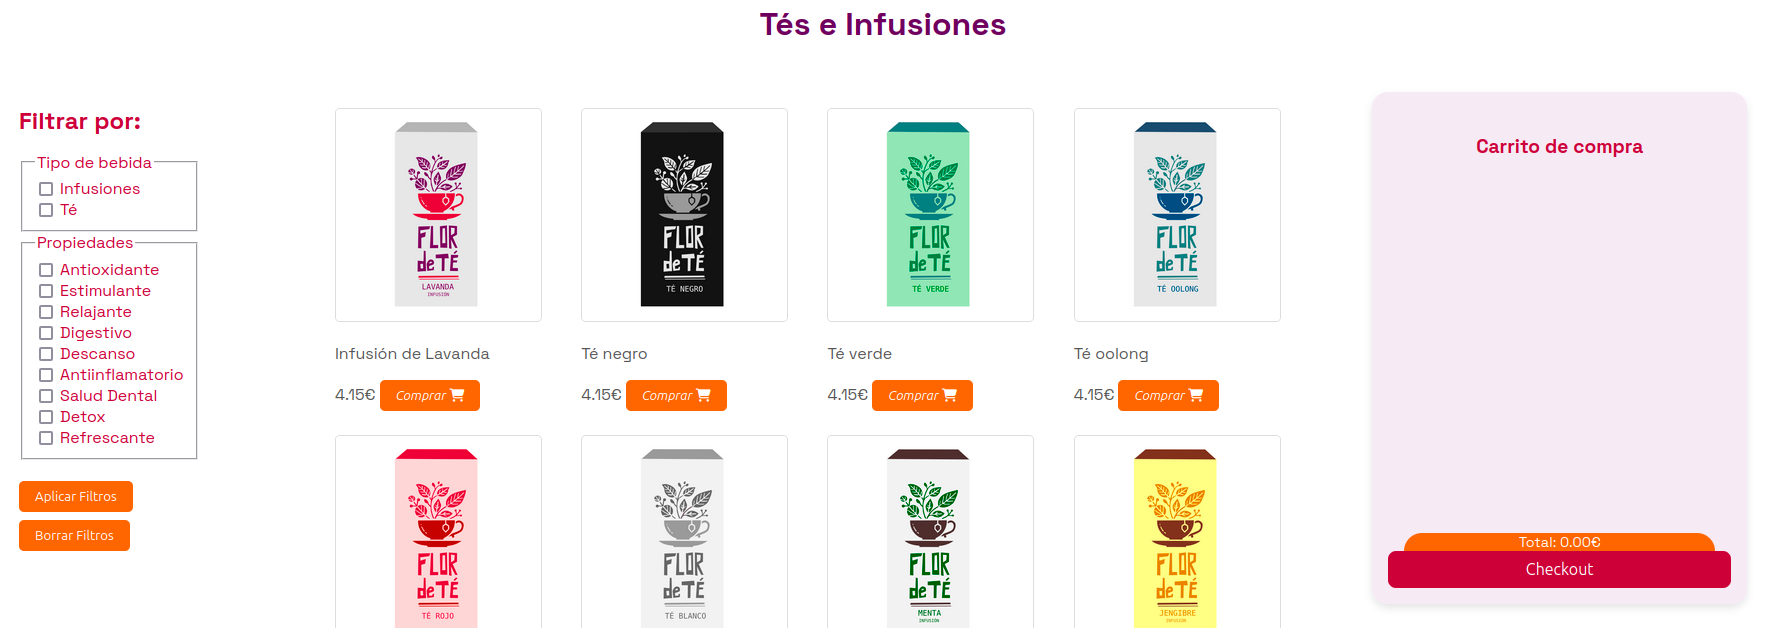 Tés e Infusiones
Filtrar por:
Tipo de bebida
Infusiones
Té
Propiedades
Antioxidante
Estimulante
Relajante
Digestivo
Descanso
Antiinflamatorio
Salud Dental
Detox
Refrescante
Aplicar Filtros
Borrar Filtros
FLOR
de TÉ
LAVANDA
INFUSIÓN
FLOR
de TÉ
TÉ NEGRO
FLOR
de TÉ
TÉ VERDE
FLOR
de TÉ
TÉ OOLONG
Infusión de Lavanda
4.15€ Comprar
Té negro
4.15€ Comprar
Té verde
4.15€ Comprar
Té oolong
4.15€ Comprar
FLOR
de TÉ
TÉ ROJO
FLOR
de TÉ
TÉ BLANCO
FLOR
de TÉ
MENTA
INFUSIÓN
FLOR
de TÉ
JENGIBRE
INFUSIÓN
Carrito de compra
Total: 0.00€
Checkout